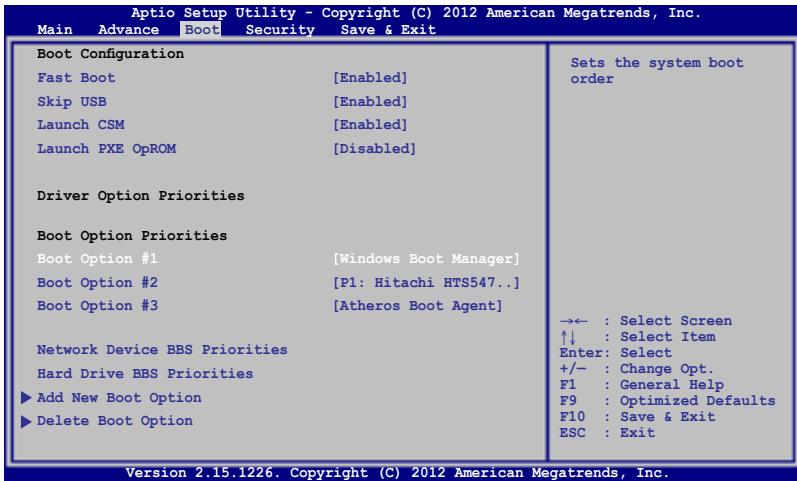 Aptio Setup Utility - Copyright (C) 2012 American Megatrends, Inc.
Main Advance Boot Security Save & Exit
Boot Configuration
Fast Boot [Enabled]
Skip USB [Enabled]
Launch CSM [Enabled]
Launch PXE OpROM [Disabled]
Driver Option Priorities
Boot Option Priorities
Boot Option #1 [Windows Boot Manager]
Boot Option #2 [P1: Hitachi HTS547..]
Boot Option #3 [Atheros Boot Agent]
Network Device BBS Priorities
Hard Drive BBS Priorities
Add New Boot Option
Delete Boot Option
Sets the system boot
order
→← : Select Screen
↑↓ : Select Item
Enter: Select
+/— : Change Opt.
F1 : General Help
F9 : Optimized Defaults
F10 : Save & Exit
ESC : Exit
Version 2.15.1226. Copyright (C) 2012 American Megatrends, Inc.